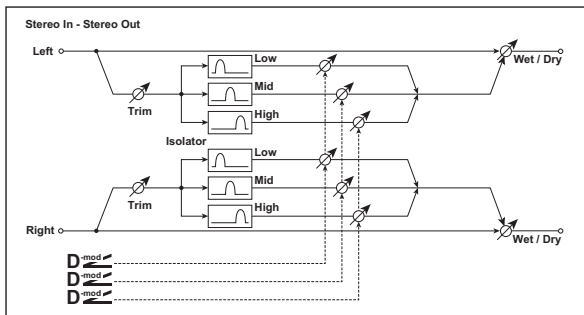 Stereo In - Stereo Out
Left
Low
Wet / Dry
Mid
Trim
High
Isolator
Low
Mid
Trim
High
Right
Wet / Dry
D-mod
D-mod
D-mod